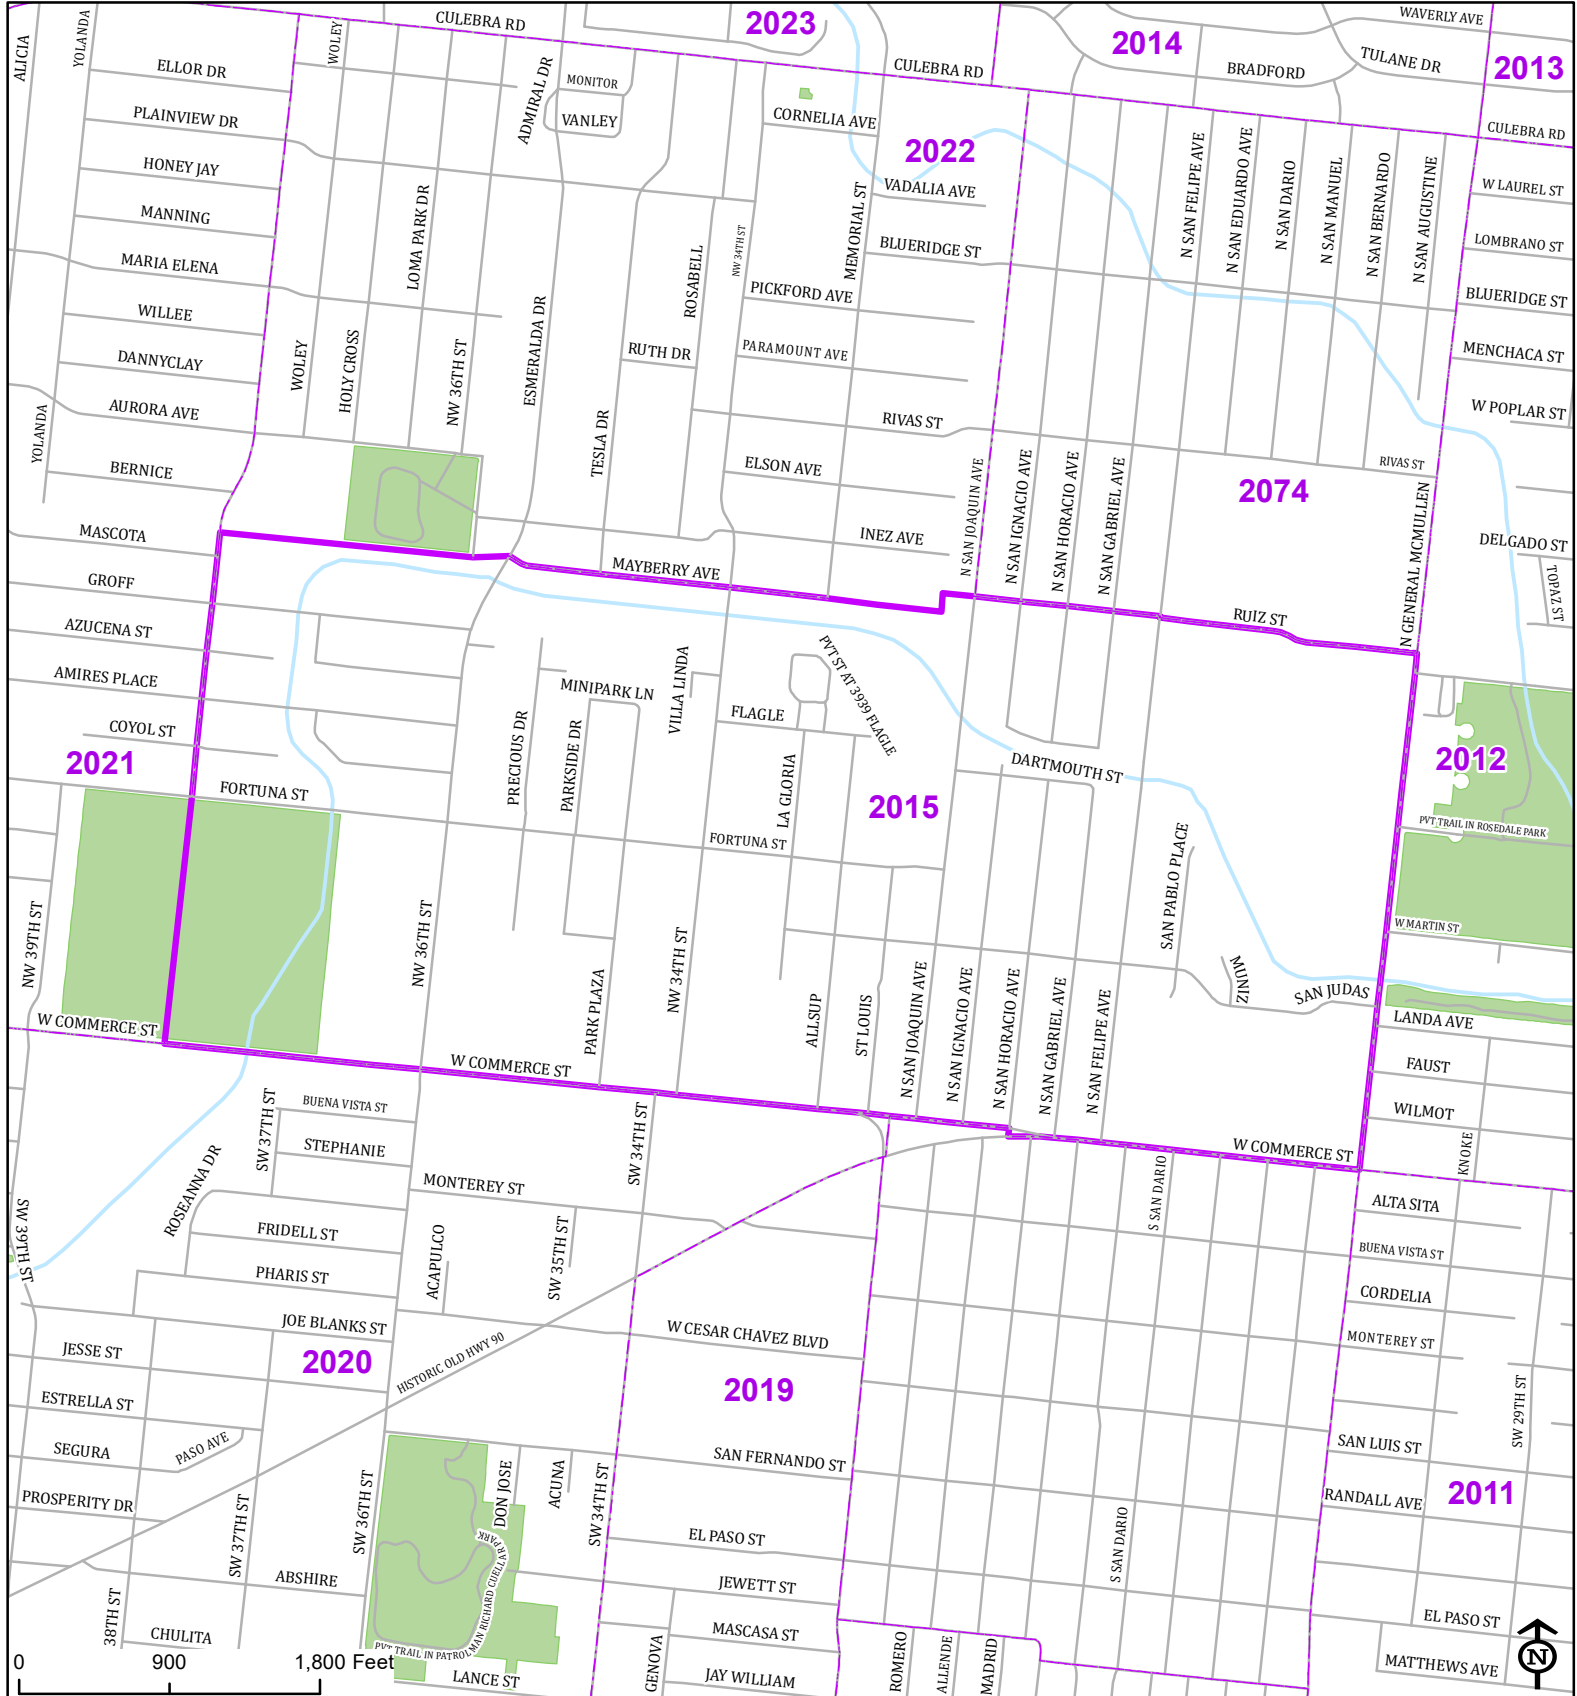 CULEBRA RD
2023
WAVERLY AVE
2014
TULANE DR
2013
BRADFORD
CULEBRA RD
CULEBRA RD
ALICIA
YOLANDA
WOLEY
ELLOR DR
ADMIRAL DR
MONITOR
VANLEY
PLAINVIEW DR
CORNELIA AVE
2022
HONEY JAY
VADALIA AVE
W LAUREL ST
MANNING
LOMA PARK DR
MEMORIAL ST
N SAN FELIPE AVE
N SAN EDUARDO AVE
N SAN DARIO
N SAN MANUEL
N SAN BERNARDO
N SAN AUGUSTINE
LOMBRANO ST
MARIA ELENA
ROSABELL
NW 34TH ST
BLUERIDGE ST
BLUERIDGE ST
WILLEE
PICKFORD AVE
DANNYCLAY
WOLEY
HOLY CROSS
NW 36TH ST
ESMERALDA DR
RUTH DR
PARAMOUNT AVE
MENCHACA ST
AURORA AVE
RIVAS ST
W POPLAR ST
YOLANDA
TESLA DR
BERNICE
ELSON AVE
RIVAS ST
2074
N SAN JOAQUIN AVE
N SAN IGNACIO AVE
N SAN HORACIO AVE
N SAN GABRIEL AVE
N GENERAL MCMULLEN
MASCOTA
INEZ AVE
DELGADO ST
TOPAZ ST
GROFF
MAYBERRY AVE
RUIZ ST
AZUCENA ST
AMIRES PLACE
MINIPARK LN
VILLA LINDA
PVT ST AT 3939 FLAGLE
FLAGLE
COYOL ST
2021
PRECIOUS DR
PARKSIDE DR
LA GLORIA
DARTMOUTH ST
2012
FORTUNA ST
2015
FORTUNA ST
PVT TRAIL IN ROSEDALE PARK
SAN PABLO PLACE
W MARTIN ST
NW 39TH ST
NW 36TH ST
NW 34TH ST
PARK PLAZA
ALLSUP
ST LOUIS
N SAN JOAQUIN AVE
N SAN IGNACIO AVE
N SAN HORACIO AVE
N SAN GABRIEL AVE
N SAN FELIPE AVE
MUNIZ
SAN JUDAS
W COMMERCE ST
LANDA AVE
W COMMERCE ST
FAUST
BUENA VISTA ST
SW 37TH ST
SW 34TH ST
WILMOT
STEPHANIE
W COMMERCE ST
KNOKE
ROSEANNA DR
MONTEREY ST
S SAN DARIO
ALTA SITA
SW 39TH ST
FRIDELL ST
ACAPULCO
SW 35TH ST
BUENA VISTA ST
PHARIS ST
CORDELIA
JOE BLANKS ST
W CESAR CHAVEZ BLVD
MONTEREY ST
JESSE ST
2020
HISTORIC OLD HWY 90
2019
ESTRELLA ST
SW 29TH ST
SEGURA
PASO AVE
SAN FERNANDO ST
SAN LUIS ST
PROSPERITY DR
SW 37TH ST
SW 36TH ST
DON JOSE
ACUNA
SW 34TH ST
RANDALL AVE
2011
EL PASO ST
S SAN DARIO
ABSHIRE
JEWETT ST
PVT TRAIL IN PATROLMAN RICHARD CUELLAR PARK
38TH ST
CHULITA
MASCASA ST
EL PASO ST
GENOVA
ROMERO
ALLENDE
MADRID
0 900 1,800 Feet
LANCE ST
JAY WILLIAM
MATTHEWS AVE
N